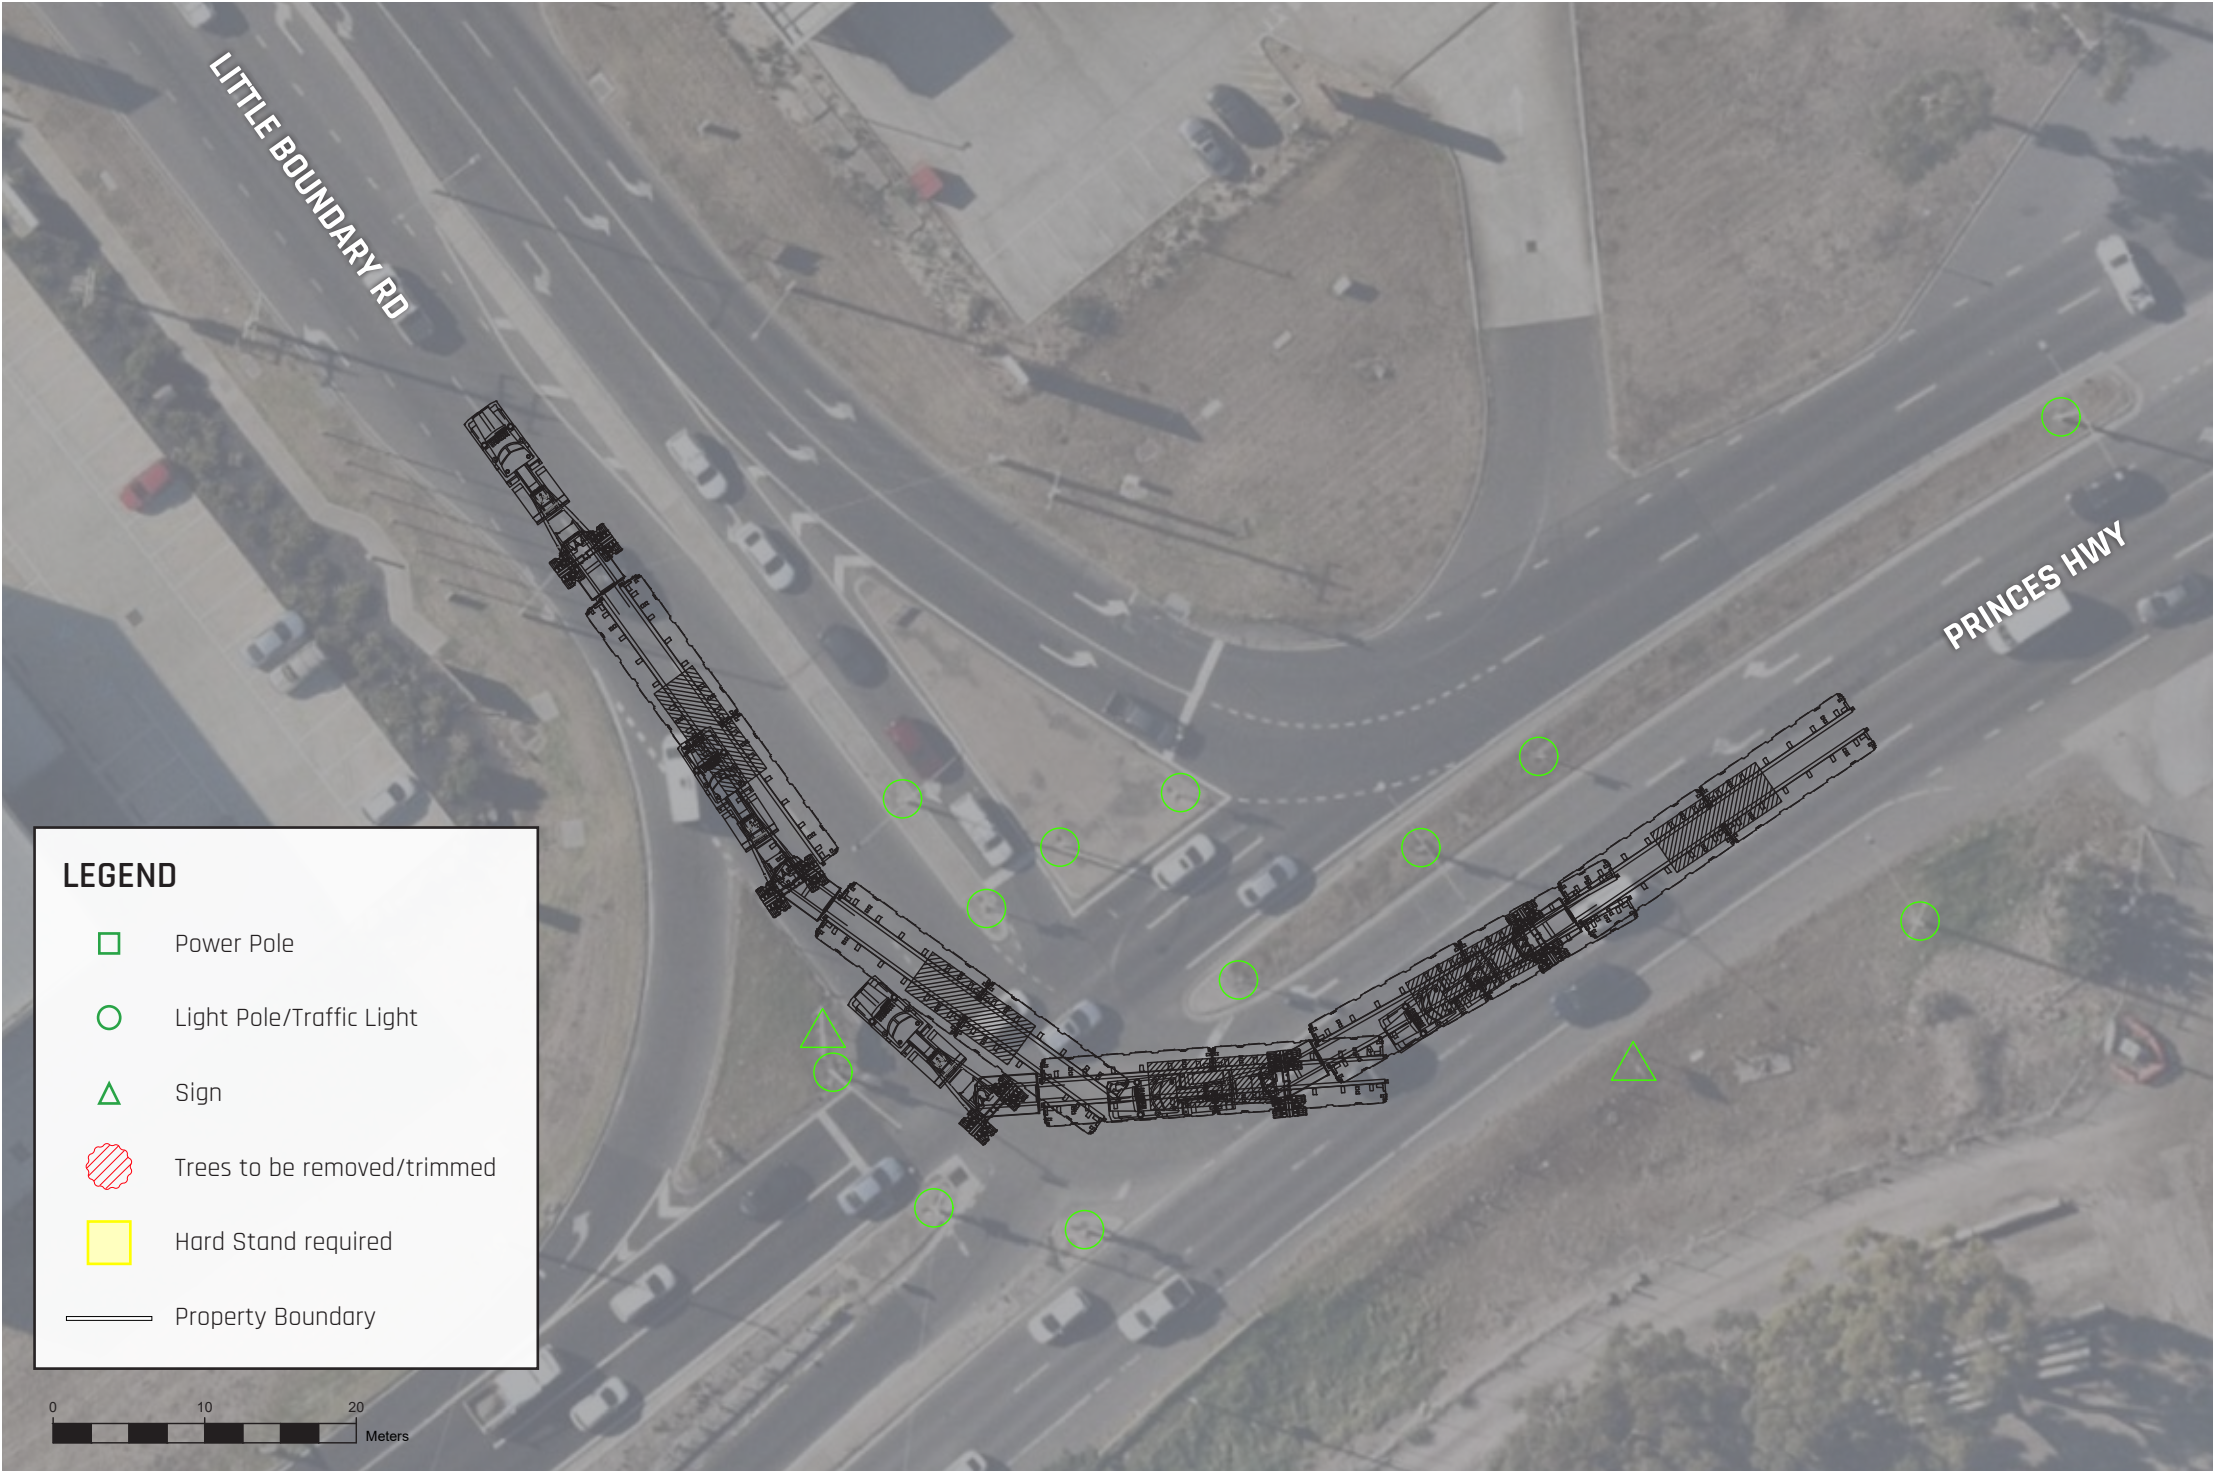 LITTLE BOUNDARY RD
PRINCES HWY
LEGEND
Power Pole
Light Pole/Traffic Light
Sign
Trees to be removed/trimmed
Hard Stand required
Property Boundary
0 10 20
Meters